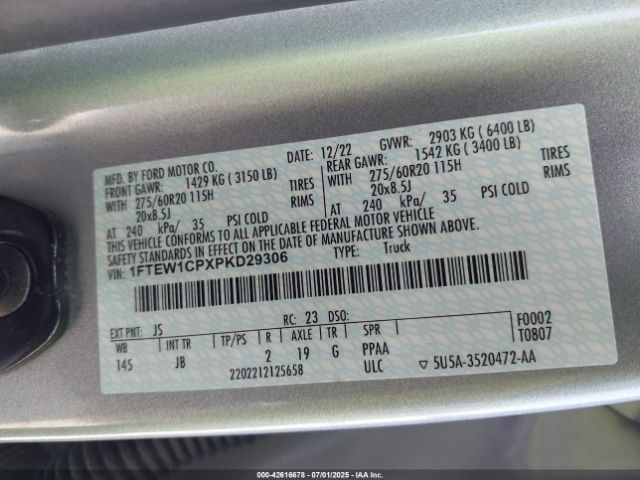 MFD. BY FORD MOTOR CO.
DATE: 12/22 GVWR: 2903 KG ( 6400 LB)
FRONT GAWR: 1429 KG ( 3150 LB) REAR GAWR: 1542 KG ( 3400 LB)
WITH 275/60R20 115H TIRES WITH 275/60R20 115H TIRES
20x8.5J RIMS 20x8.5J RIMS
AT 240 kPa/ 35 PSI COLD AT 240 kPa/ 35 PSI COLD
THIS VEHICLE CONFORMS TO ALL APPLICABLE FEDERAL MOTOR VEHICLE
SAFETY STANDARDS IN EFFECT ON THE DATE OF MANUFACTURE SHOWN ABOVE.
VIN: 1FTEW1CPXPKD29306 TYPE: Truck
EXT PNT: JS RC: 23 DSO: F0002
WB INT TR TP/PS R AXLE TR SPR T0807
145 JB 2 19 G PPAA
2202212125658 ULC ▽ 5U5A-3520472-AA
000-42616678 - 07/01/2025 - IAAI.COM